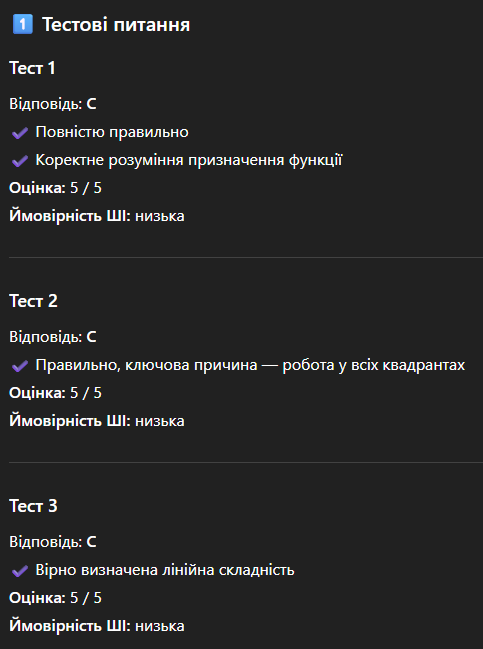 1 Тестові питання
Тест 1
Відповідь: C
✔ Повністю правильно
✔ Коректне розуміння призначення функції
Оцінка: 5 / 5
Ймовірність ШІ: низька
Тест 2
Відповідь: C
✔ Правильно, ключова причина — робота у всіх квадрантах
Оцінка: 5 / 5
Ймовірність ШІ: низька
Тест 3
Відповідь: C
✔ Вірно визначена лінійна складність
Оцінка: 5 / 5
Ймовірність ШІ: низька